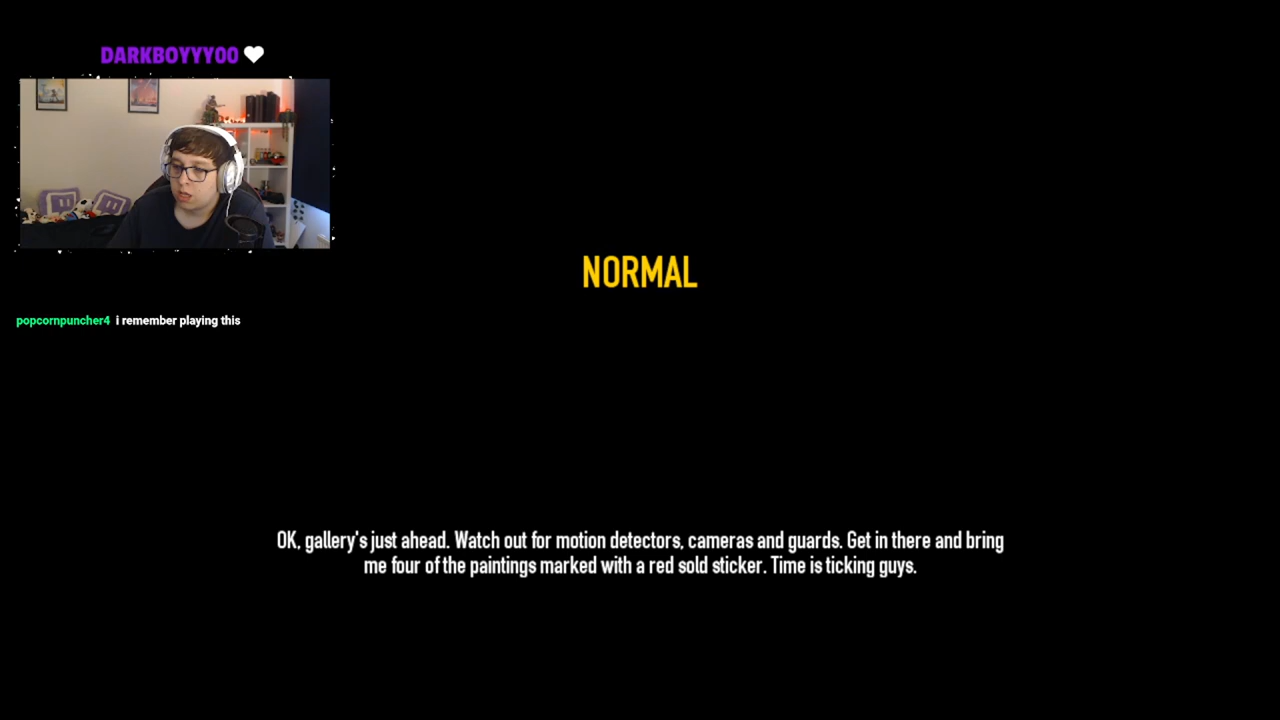 DARKBOYYY00
NORMAL
popcornpuncher4 i remember playing this
OK, gallery's just ahead. Watch out for motion detectors, cameras and guards. Get in there and bring
me four of the paintings marked with a red sold sticker. Time is ticking guys.